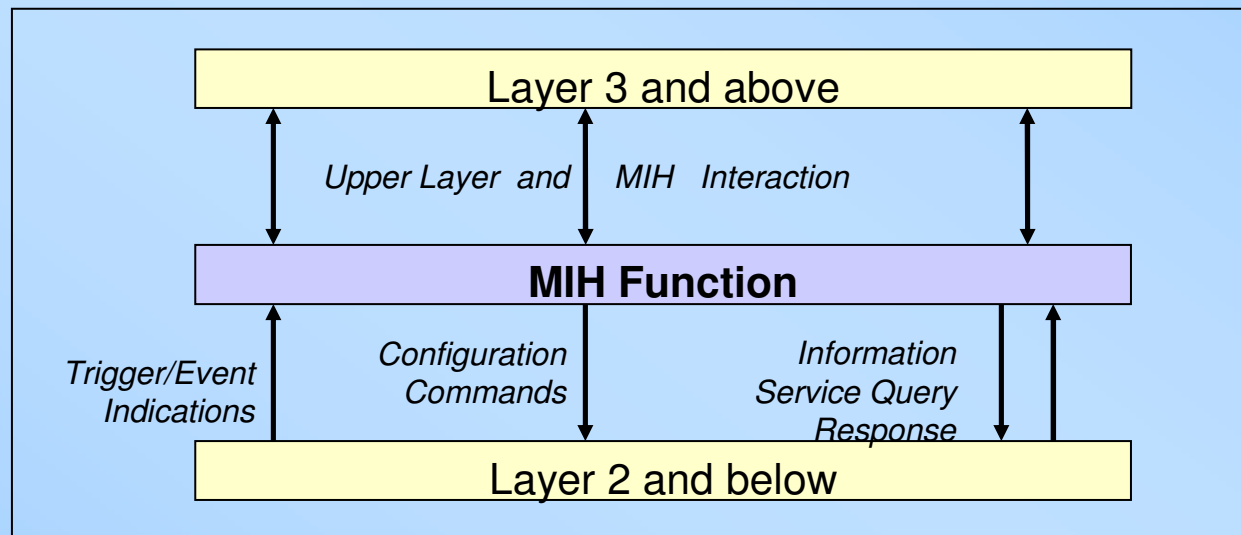 Layer 3 and above
Upper Layer and MIH Interaction
MIH Function
Trigger/Event
Indications
Configuration
Commands
Information
Service Query
Response
Layer 2 and below